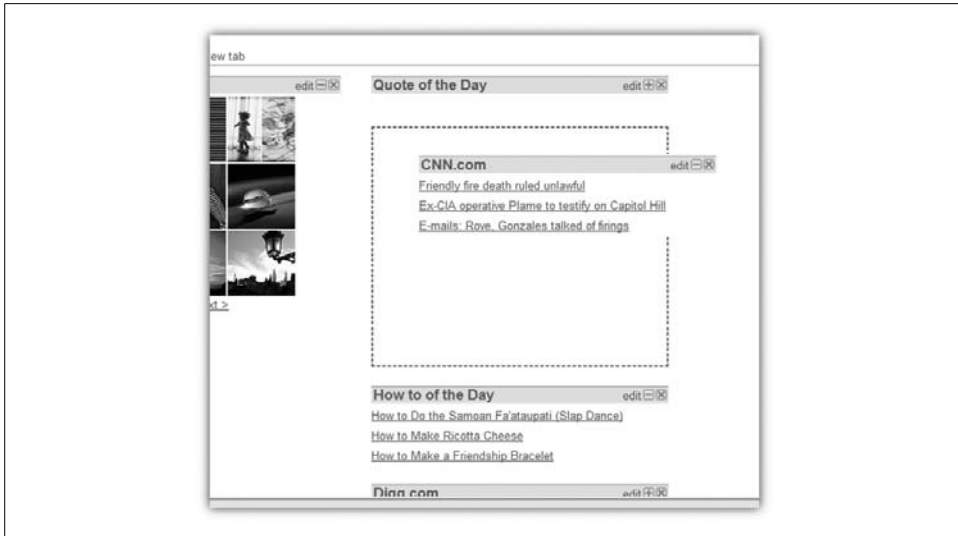 ew tab
edit
Quote of the Day edit
CNN.com edit
Friendly fire death ruled unlawful
Ex-CIA operative Plame to testify on Capitol Hill
E-mails: Rove, Gonzales talked of firings
xt >
How to of the Day edit
How to Do the Samoan Fa'ataupati (Slap Dance)
How to Make Ricotta Cheese
How to Make a Friendship Bracelet
Digg.com edit